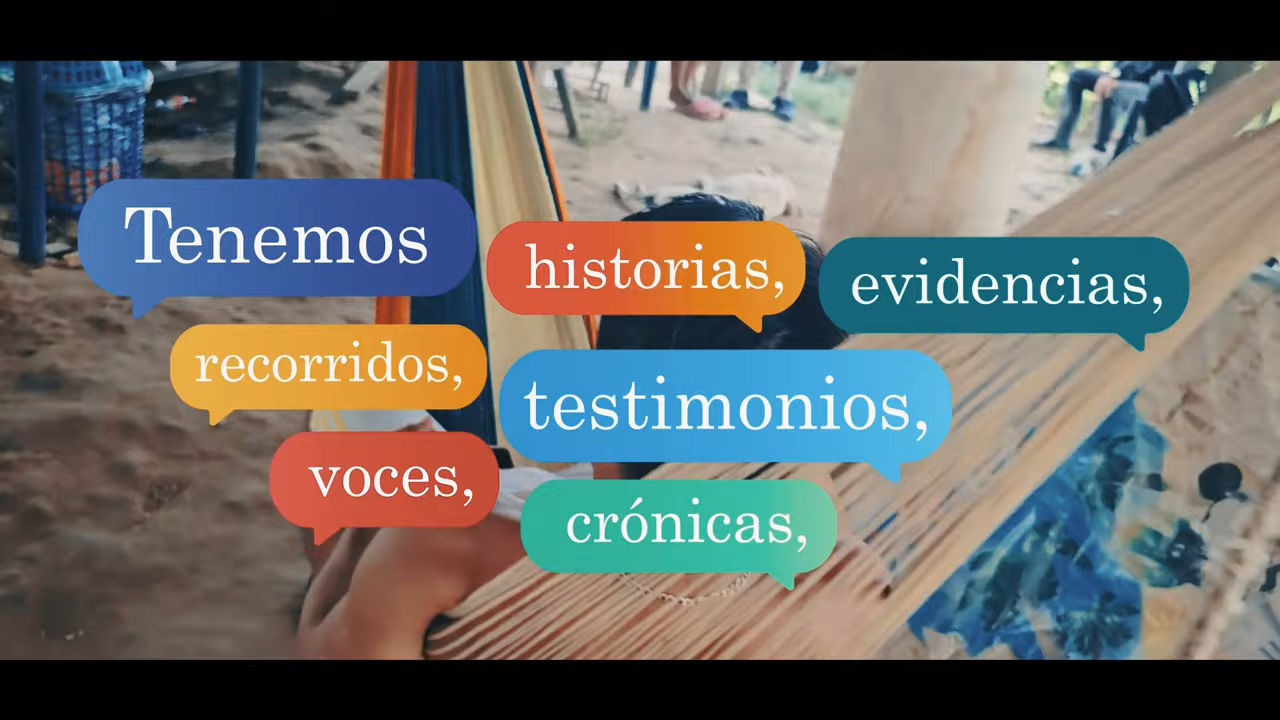 Tenemos historias, evidencias,
recorridos, testimonios,
voces, crónicas,